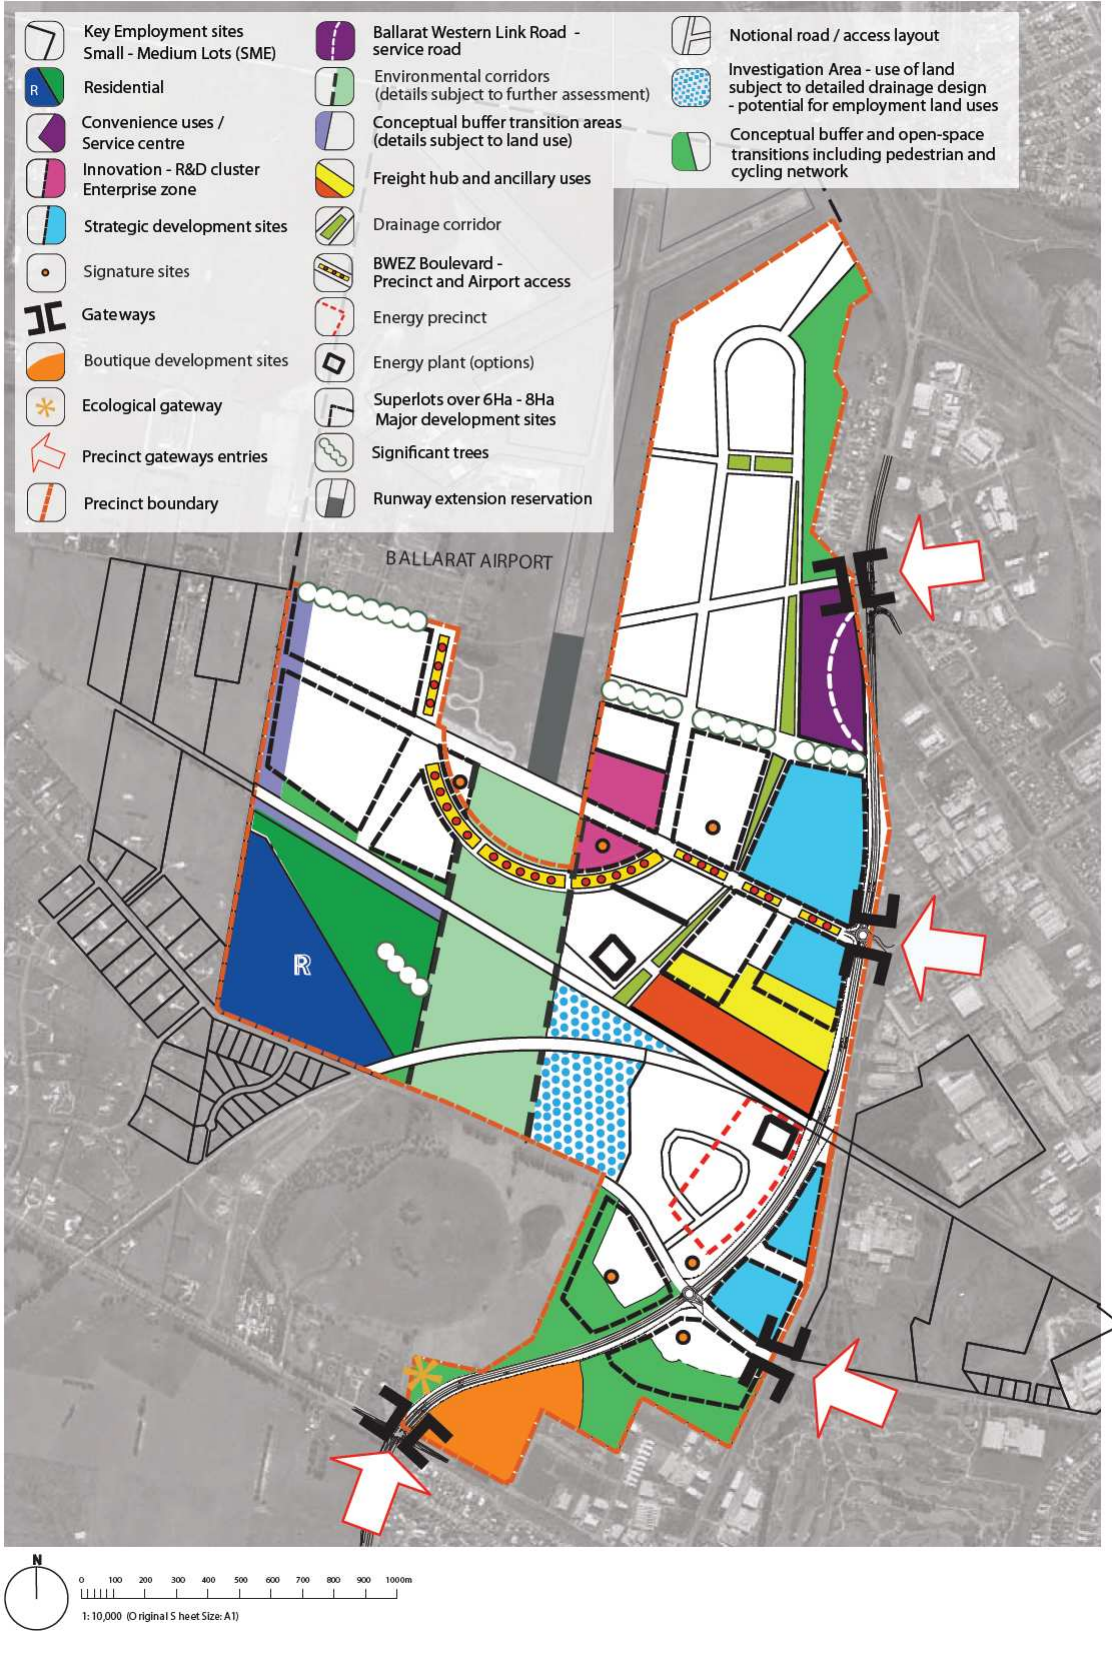 Key Employment sites
Small - Medium Lots (SME)
R
Residential
Convenience uses /
Service centre
Innovation - R&D cluster
Enterprise zone
Strategic development sites
Signature sites
Gateways
Boutique development sites
Ecological gateway
Precinct gateways entries
Precinct boundary
Ballarat Western Link Road -
service road
Environmental corridors
(details subject to further assessment)
Conceptual buffer transition areas
(details subject to land use)
Freight hub and ancillary uses
Drainage corridor
BWEZ Boulevard -
Precinct and Airport access
Energy precinct
Energy plant (options)
Superlots over 6Ha - 8Ha
Major development sites
Significant trees
Runway extension reservation
Notional road / access layout
Investigation Area - use of land
subject to detailed drainage design
- potential for employment land uses
Conceptual buffer and open-space
transitions including pedestrian and
cycling network
BALLARAT AIRPORT
R
N
0 100 200 300 400 500 600 700 800 900 1000m
1: 10,000 (Original S heet Size: A1)